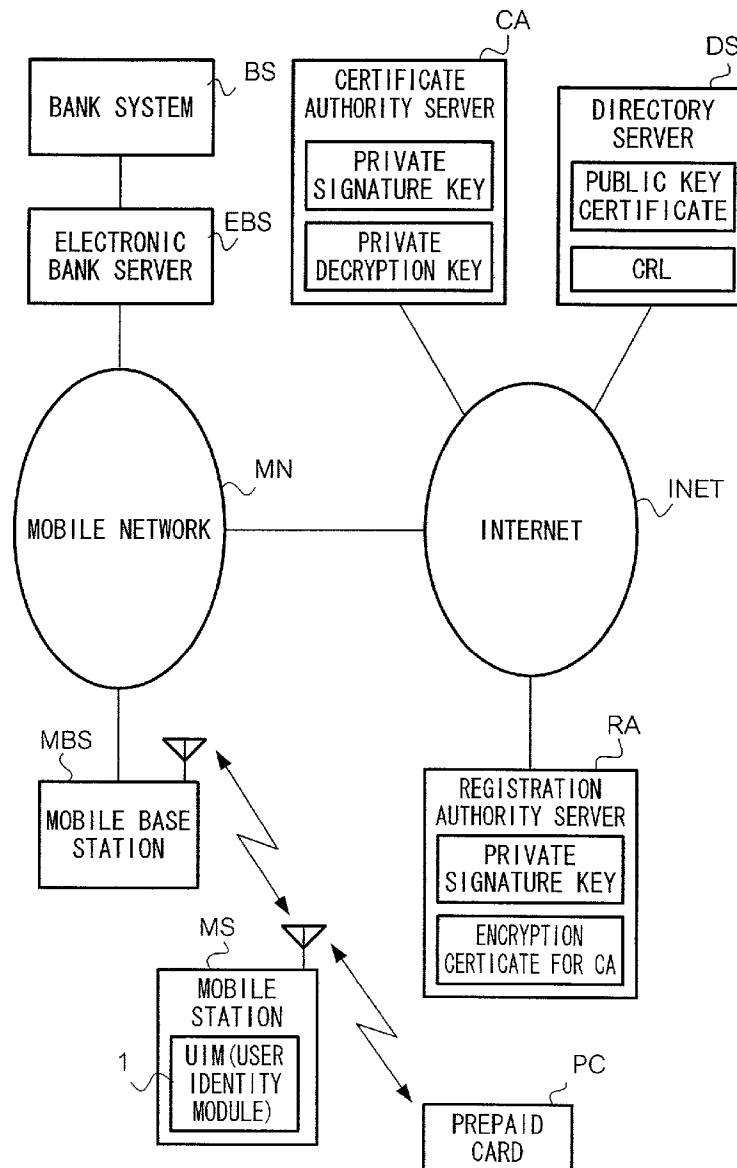 CA
DS
BS
BANK SYSTEM
CERTIFICATE
AUTHORITY SERVER
PRIVATE
SIGNATURE KEY
PRIVATE
DECRYPTION KEY
DIRECTORY
SERVER
PUBLIC KEY
CERTIFICATE
CRL
EBS
ELECTRONIC
BANK SERVER
MN
MOBILE NETWORK
INET
INTERNET
MBS
MOBILE BASE
STATION
RA
REGISTRATION
AUTHORITY SERVER
PRIVATE
SIGNATURE KEY
ENCRYPTION
CERTICATE FOR CA
MS
MOBILE
STATION
1
UIM(USER
IDENTITY
MODULE)
PC
PREPAID
CARD